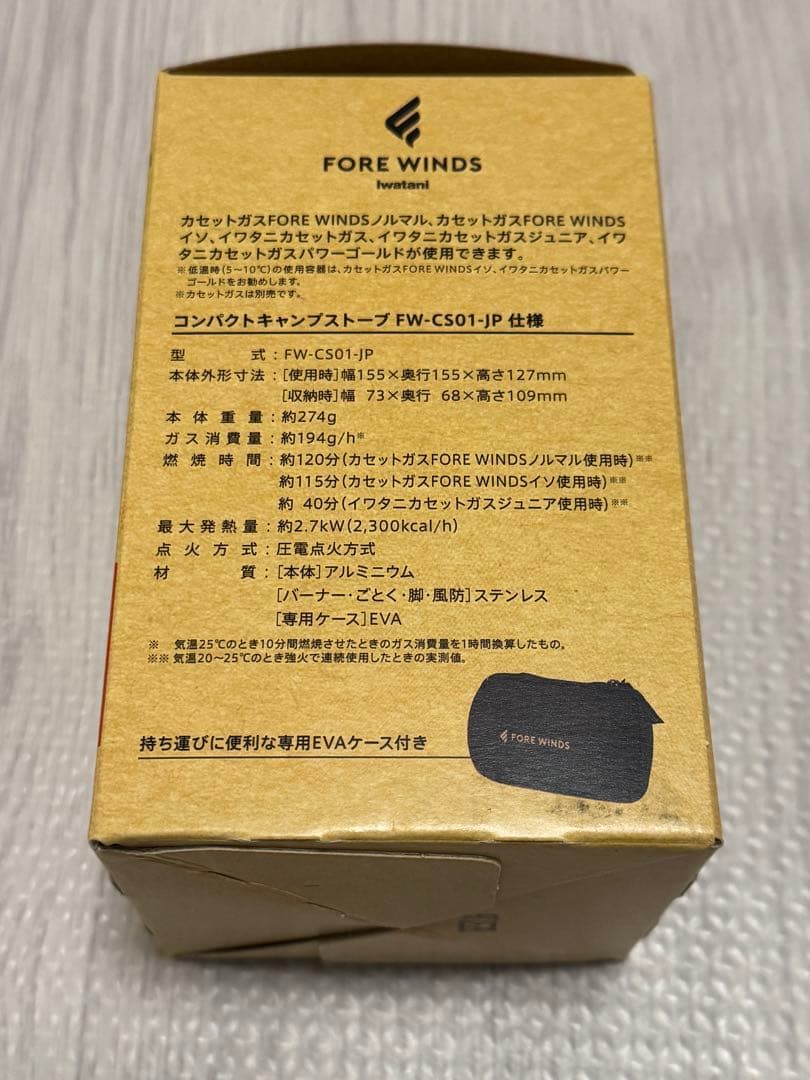 FORE WINDS
Iwatani
カセットガスFORE WINDSノルマル、カセットガスFORE WINDS
イソ、イワタニカセットガス、イワタニカセットガスジュニア、イワ
タニカセットガスパワーゴールドが使用できます。
※低温時(5〜10℃)の使用容器は、カセットガスFORE WINDSイソ、イワタニカセットガスパワー
ゴールドをお勧めします。
※カセットガスは別売です。
コンパクトキャンプストーブ FW-CS01-JP 仕様
型式:FW-CS01-JP
本体外形寸法:[使用時]幅155×奥行155×高さ127mm
[収納時]幅 73×奥行 68×高さ109mm
本体重量:約274g
ガス消費量:約194g/h※
燃焼時間:約120分(カセットガスFORE WINDSノルマル使用時)※※
約115分(カセットガスFORE WINDSイソ使用時)※※
約 40分(イワタニカセットガスジュニア使用時)※※
最大発熱量:約2.7kW(2,300kcal/h)
点火方式:圧電点火方式
材質:[本体]アルミニウム
[バーナー・ごとく・脚・風防]ステンレス
[専用ケース]EVA
※ 気温25℃のとき10分間燃焼させたときのガス消費量を1時間換算したもの。
※※ 気温20〜25℃のとき強火で連続使用したときの実測値。
持ち運びに便利な専用EVAケース付き
FORE WINDS